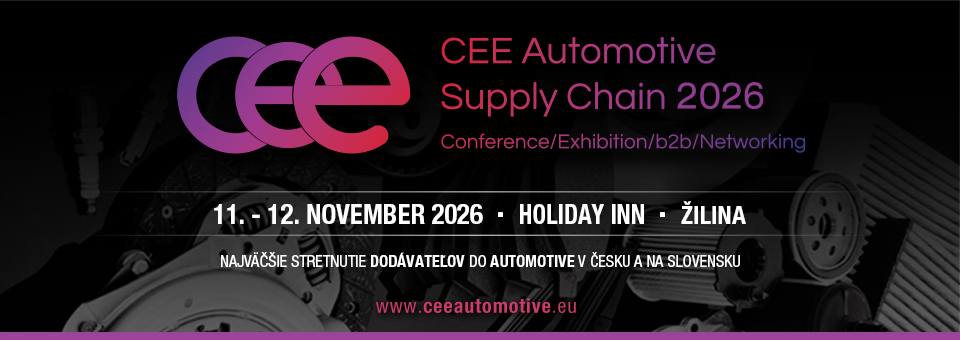 cee
CEE Automotive
Supply Chain 2026
Conference/Exhibition/b2b/Networking
11. - 12. NOVEMBER 2026 · HOLIDAY INN · ŽILINA
NAJVÄČŠIE STRETNUTIE DODÁVATEĽOV DO AUTOMOTIVE V ČESKU A NA SLOVENSKU
www.ceeautomotive.eu